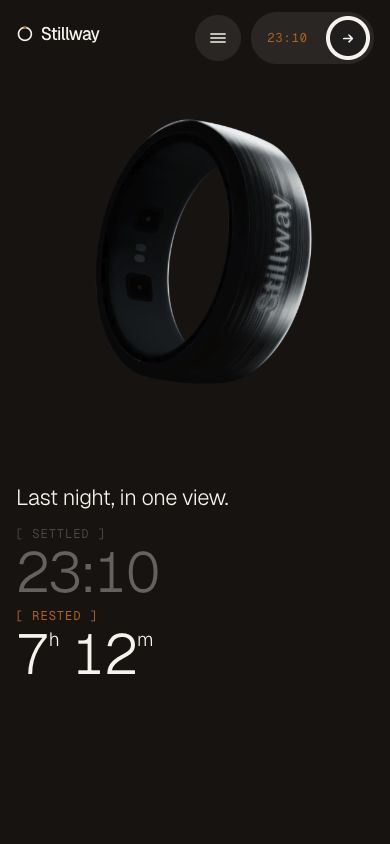 Stillway
23:10
Stillway
Last night, in one view.
[ SETTLED ]
23:10
[ RESTED ]
7h 12m